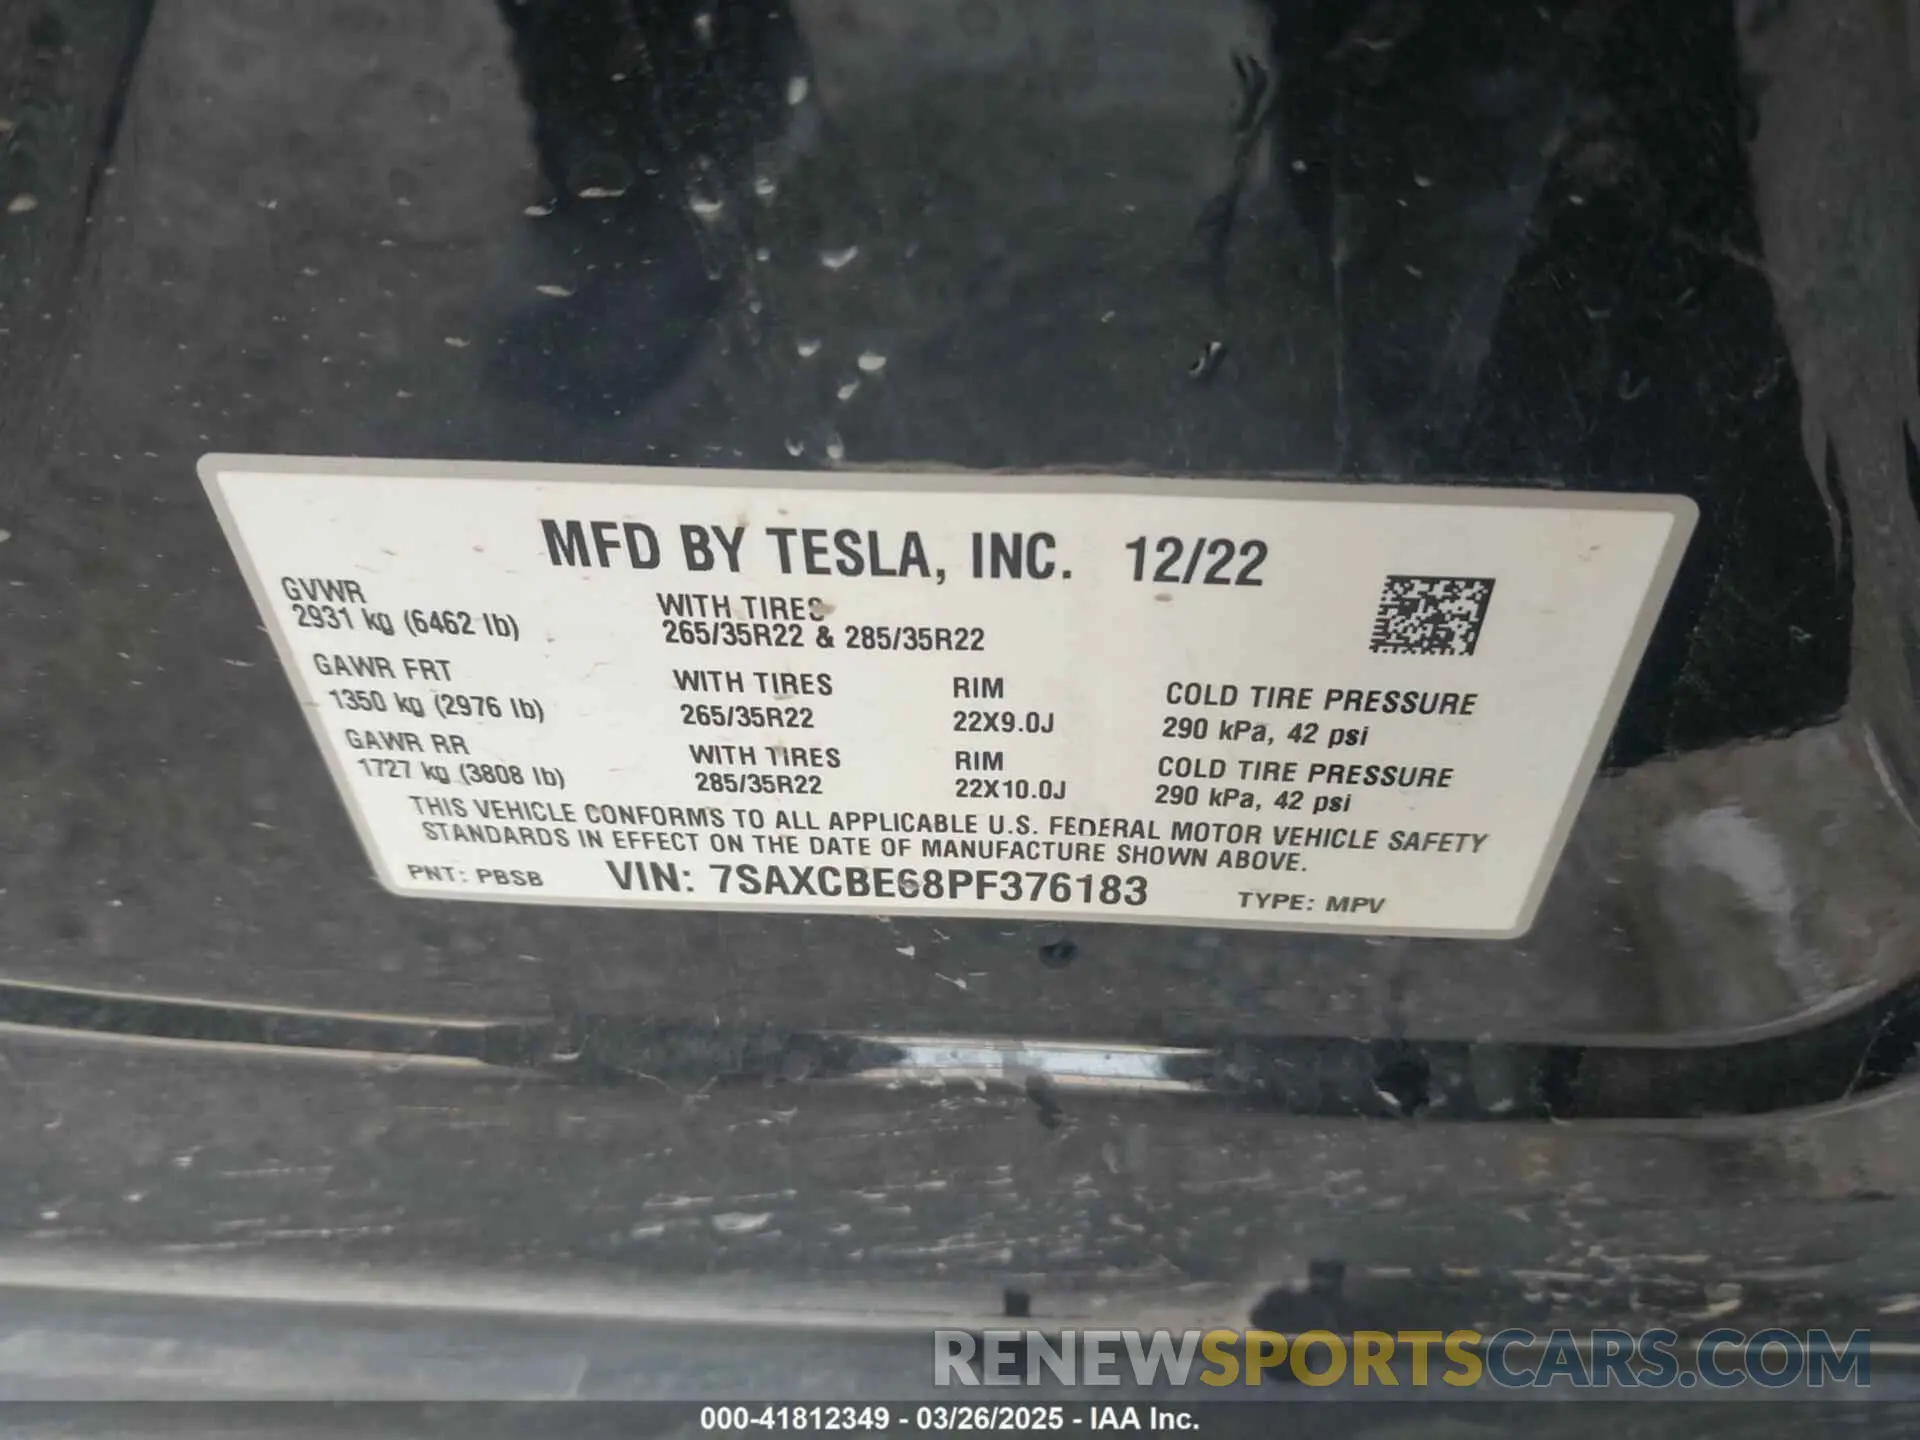 MFD BY TESLA, INC. 12/22
GVWR
2931 kg (6462 lb)
WITH TIRES
265/35R22 & 285/35R22
GAWR FRT
1350 kg (2976 lb)
WITH TIRES
265/35R22
RIM
22X9.0J
COLD TIRE PRESSURE
290 kPa, 42 psi
GAWR RR
1727 kg (3808 lb)
WITH TIRES
285/35R22
RIM
22X10.0J
COLD TIRE PRESSURE
290 kPa, 42 psi
THIS VEHICLE CONFORMS TO ALL APPLICABLE U.S. FEDERAL MOTOR VEHICLE SAFETY
STANDARDS IN EFFECT ON THE DATE OF MANUFACTURE SHOWN ABOVE.
PNT: PBSB VIN: 7SAXCBE68PF376183 TYPE: MPV
RENEWSPORTSCARS.COM
000-41812349 - 03/26/2025 - IAA Inc.